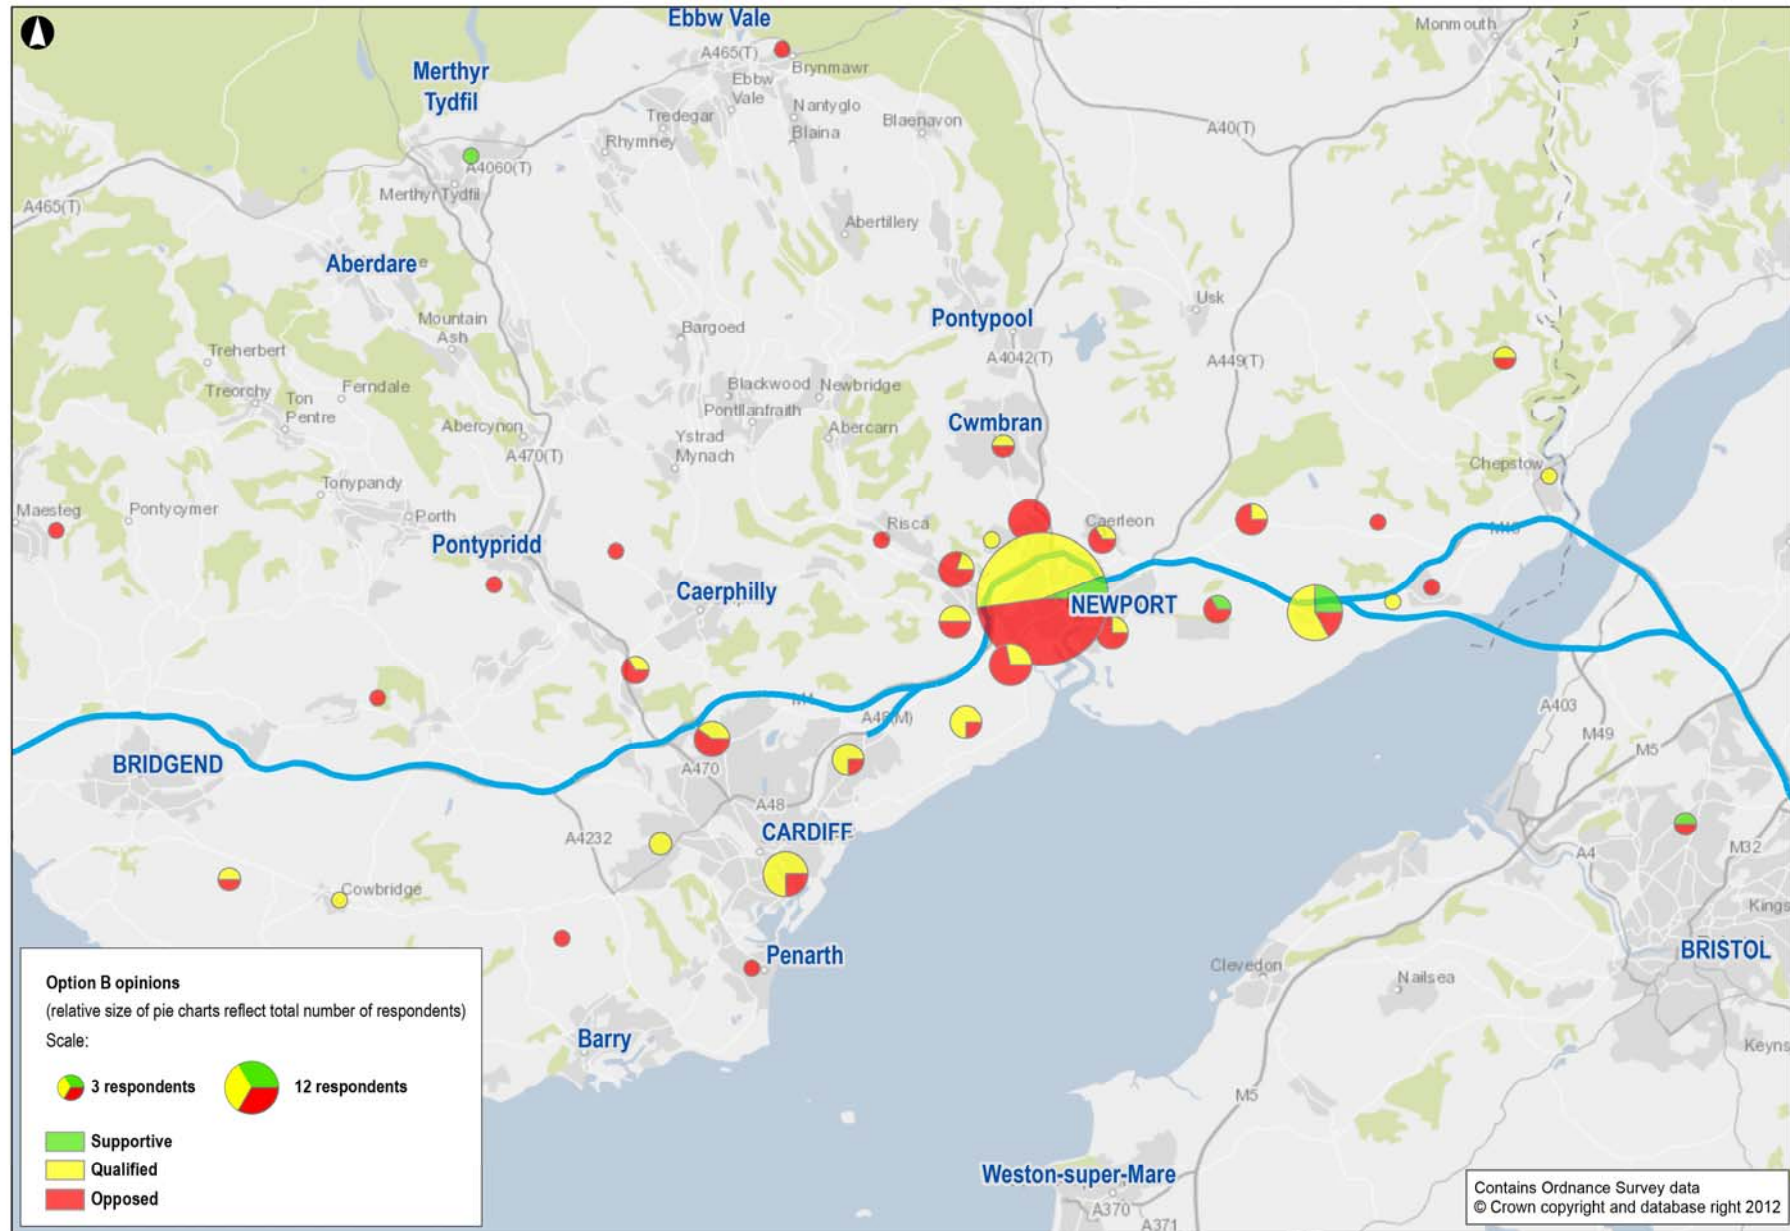 Ebbw Vale
Monmouth
A465(T)
Brynmawr
Merthyr
Tydfil
Ebbw
Vale
Nantyglo
Tredegar
Blaina
Blaenavon
A40(T)
Rhymney
A4060(T)
Merthyr Tydfil
A465(T)
Abertillery
Aberdare
Usk
Pontypool
Mountain
Ash
Bargoed
Treherbert
A4042(T)
A449(T)
Treorchy
Ton
Pentre
Ferndale
Blackwood
Newbridge
Pontllanfraith
Abercynon
Abercarn
Cwmbran
A470(T)
Ystrad
Mynach
Chepstow
Tonypandy
Maesteg
Pontycymer
Porth
Risca
Caerleon
M48
Pontypridd
Caerphilly
NEWPORT
M4
A48(M)
A403
M49
M5
BRIDGEND
A470
A48
CARDIFF
A4232
A4
M32
Cowbridge
Kings
Penarth
BRISTOL
Clevedon
Nailsea
Barry
Keyns
M5
Weston-super-Mare
A370
A371
Option B opinions
(relative size of pie charts reflect total number of respondents)
Scale:
3 respondents
12 respondents
Supportive
Qualified
Opposed
Contains Ordnance Survey data
© Crown copyright and database right 2012